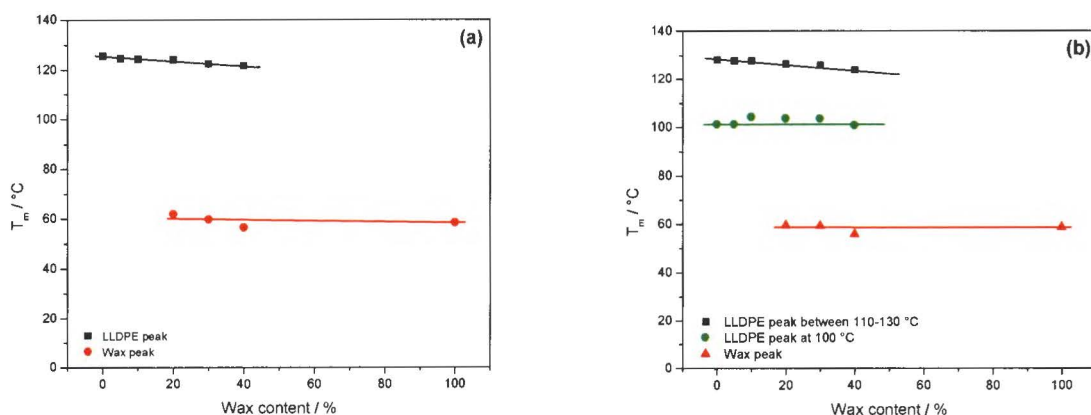 (a)
140
120
100
80
60
40
20
0
T_m / °C
LLDPE peak
Wax peak
0 20 40 60 80 100
Wax content / %
(b)
140
120
100
80
60
40
20
0
T_m / °C
LLDPE peak between 110-130 °C
LLDPE peak at 100 °C
Wax peak
0 20 40 60 80 100
Wax content / %